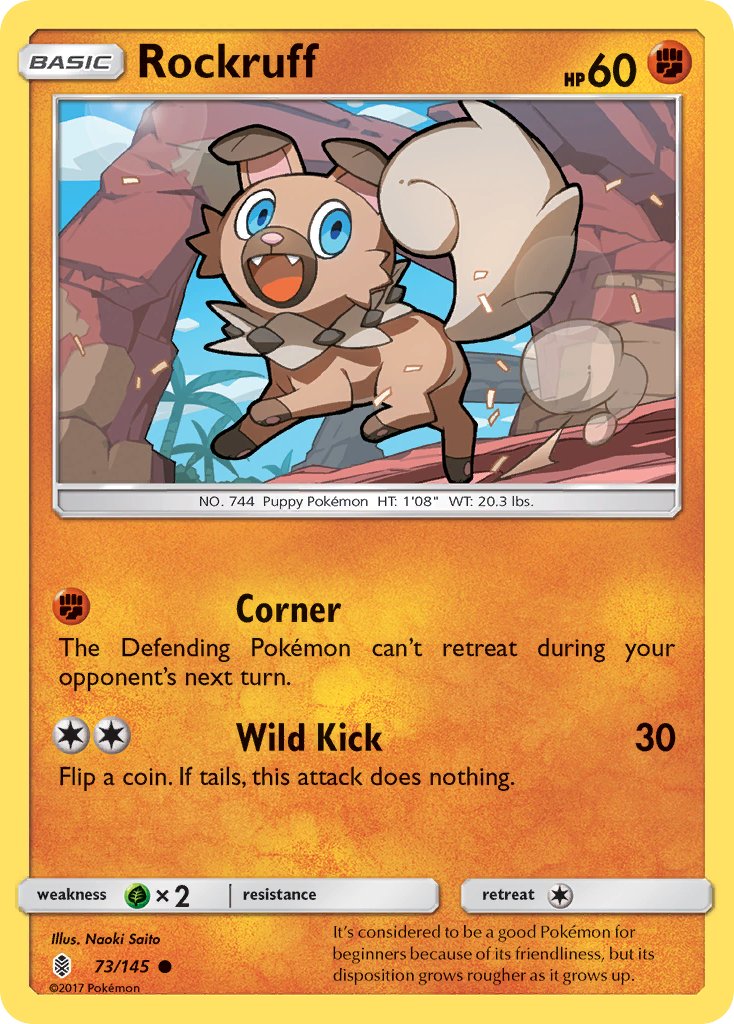 BASIC
Rockruff
HP60
NO. 744 Puppy Pokémon HT: 1'08" WT: 20.3 lbs.
Corner
The Defending Pokémon can't retreat during your
opponent's next turn.
Wild Kick 30
Flip a coin. If tails, this attack does nothing.
weakness × 2 resistance
retreat
Illus. Naoki Saito
73/145
©2017 Pokémon
It's considered to be a good Pokémon for
beginners because of its friendliness, but its
disposition grows rougher as it grows up.